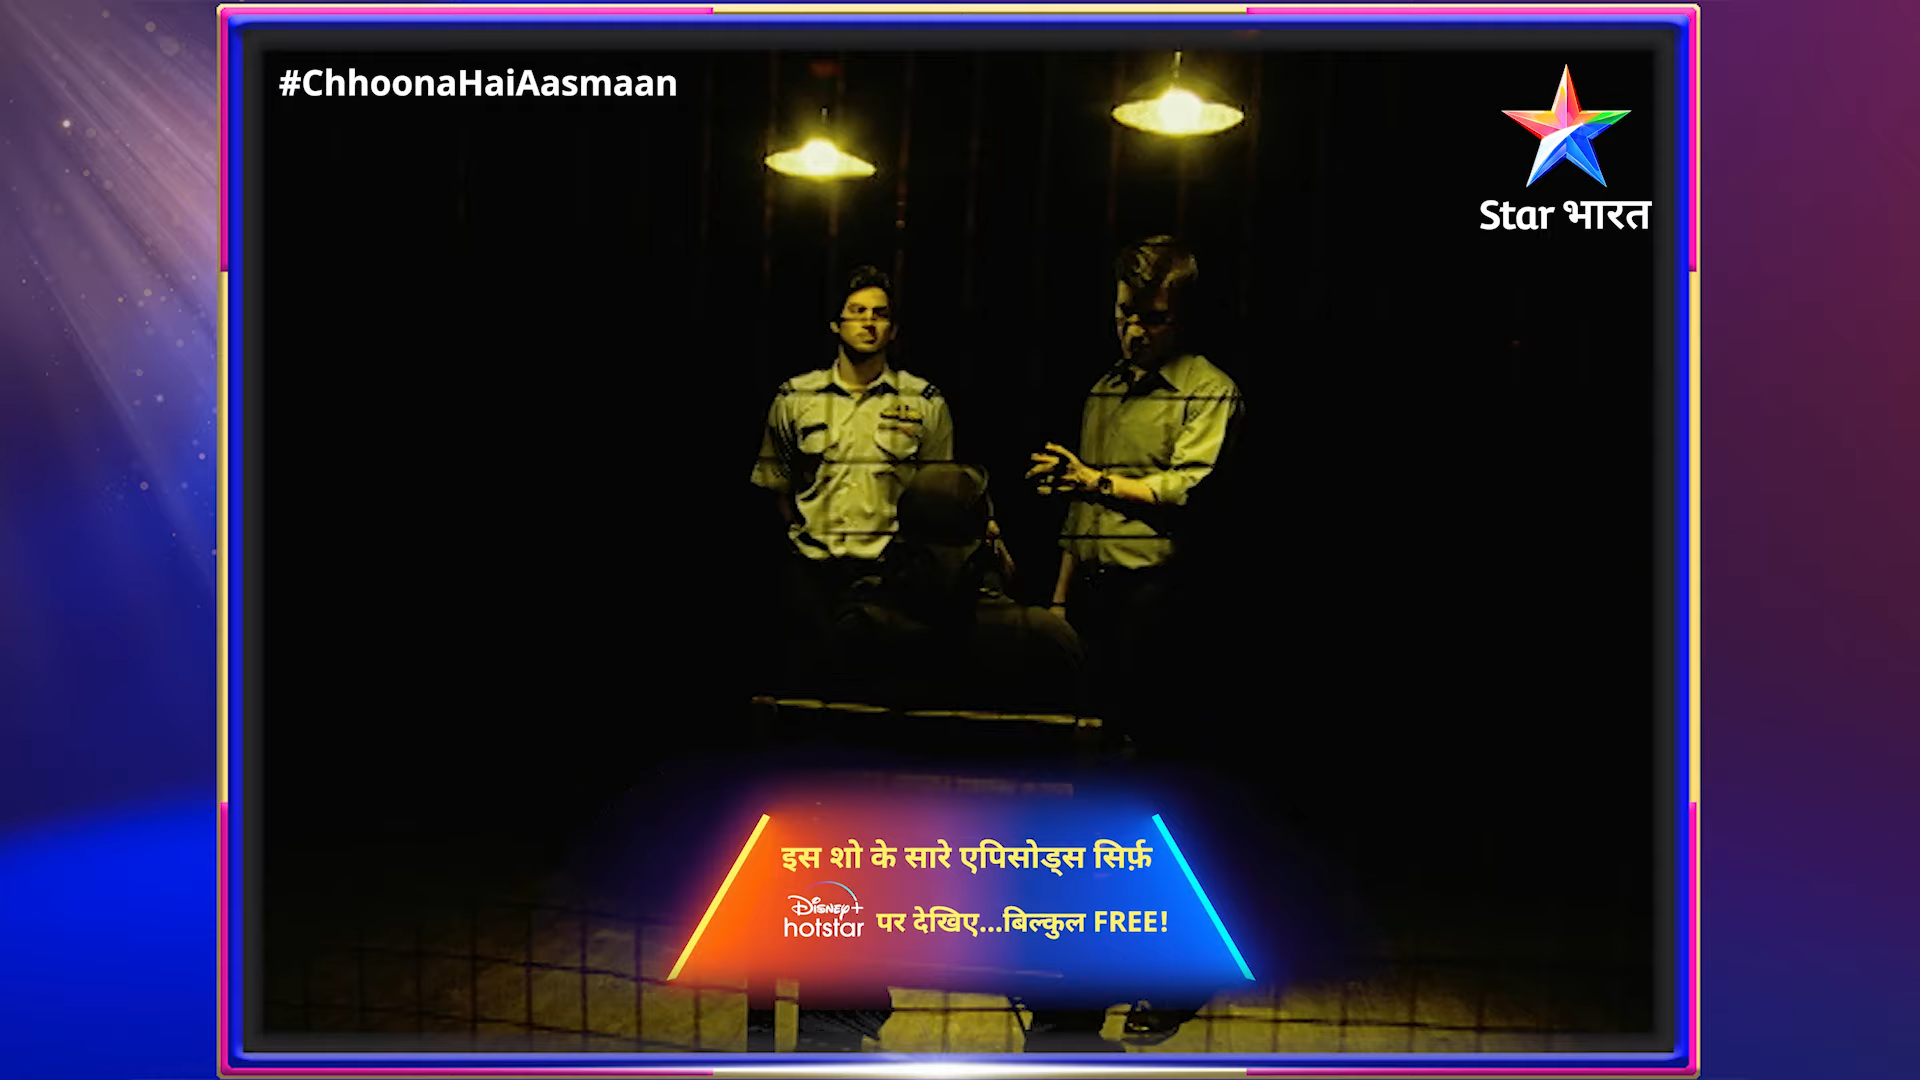 #ChhoonaHaiAasmaan
Star भारत
इस शो के सारे एपिसोड्स सिर्फ़
Disney+ hotstar पर देखिए...बिल्कुल FREE!